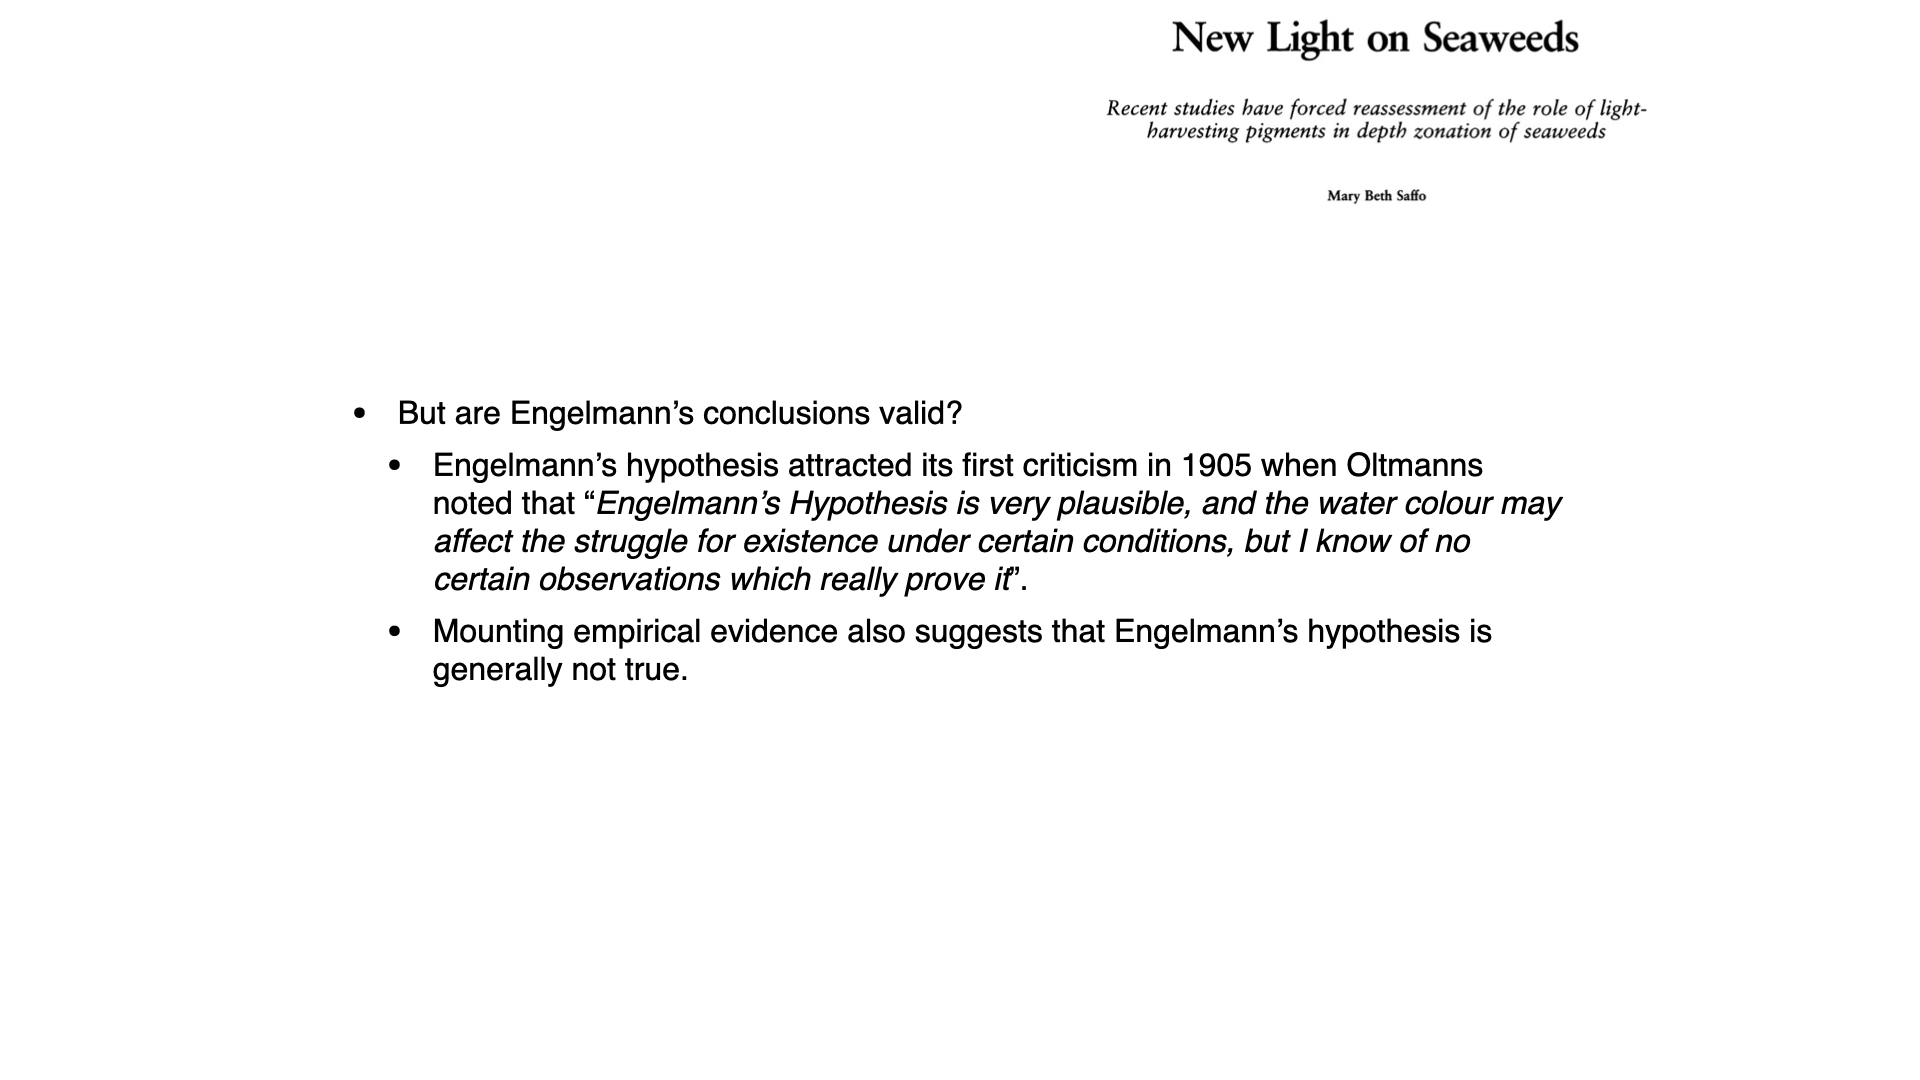 New Light on Seaweeds
Recent studies have forced reassessment of the role of light-
harvesting pigments in depth zonation of seaweeds
Mary Beth Saffo
• But are Engelmann’s conclusions valid?
• Engelmann’s hypothesis attracted its first criticism in 1905 when Oltmanns
noted that “Engelmann’s Hypothesis is very plausible, and the water colour may
affect the struggle for existence under certain conditions, but I know of no
certain observations which really prove it”.
• Mounting empirical evidence also suggests that Engelmann’s hypothesis is
generally not true.